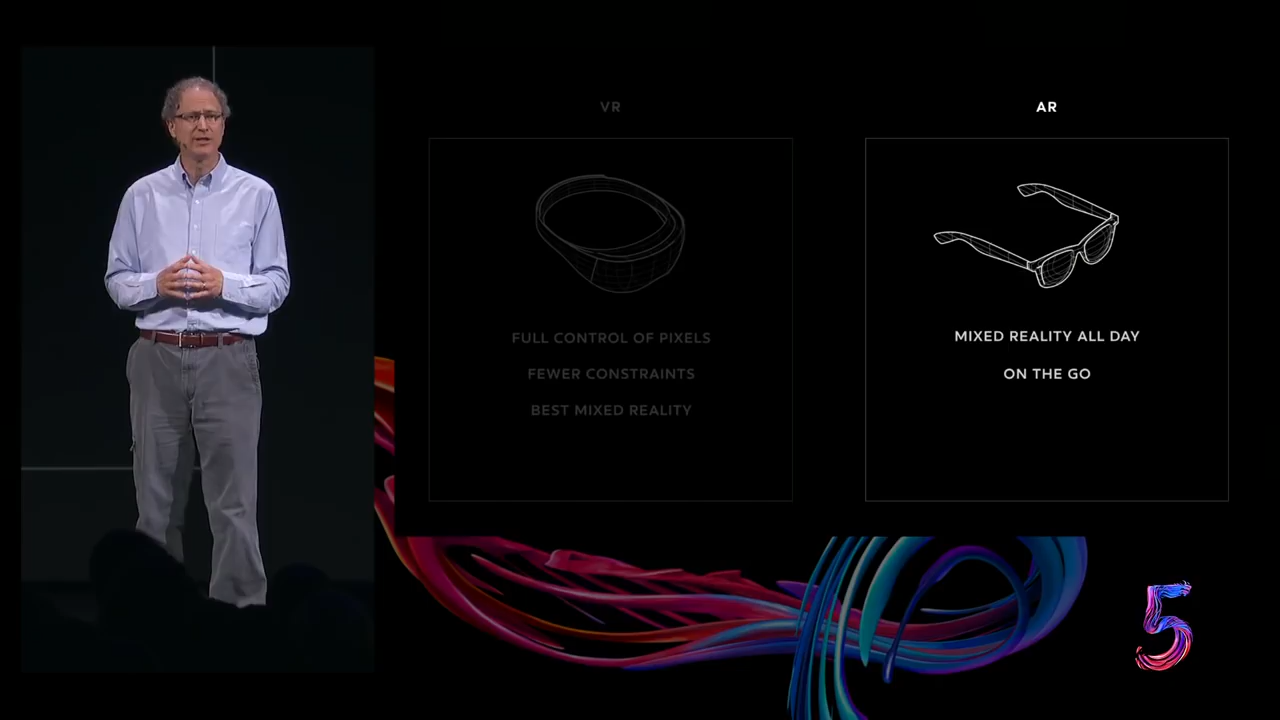 VR
FULL CONTROL OF PIXELS
FEWER CONSTRAINTS
BEST MIXED REALITY
AR
MIXED REALITY ALL DAY
ON THE GO
5